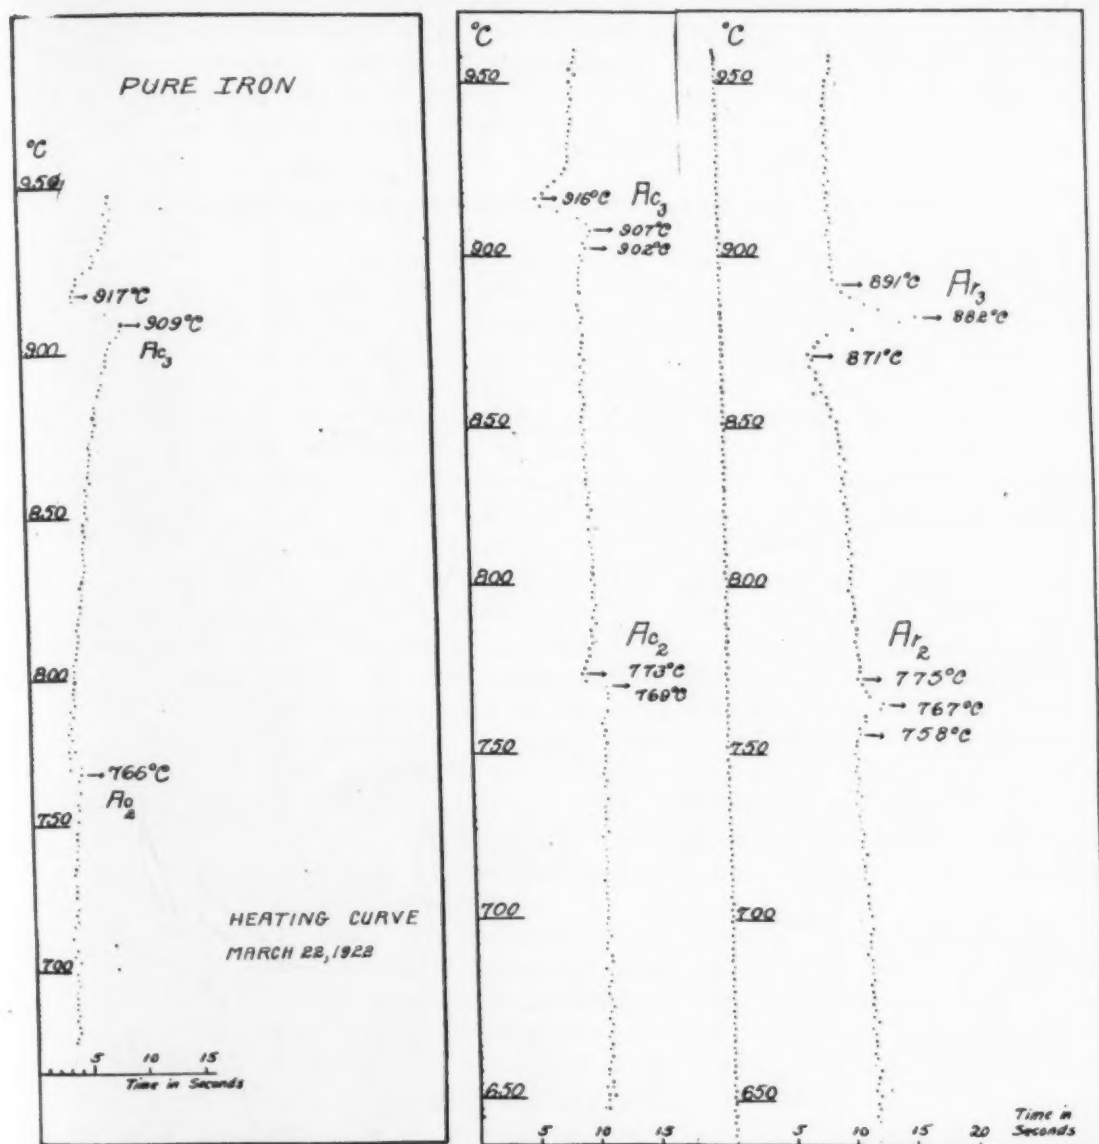 PURE IRON
°C
950
917°C
909°C
Ac3
900
850
800
766°C
Ac2
750
HEATING CURVE
MARCH 22, 1922
700
5 10 15
Time in Seconds
°C
950
916°C Ac3
907°C
902°C
900
850
800
Ac2
773°C
769°C
750
700
650
5 10 15
°C
950
900
891°C Ar3
882°C
871°C
850
800
Ar2
775°C
767°C
758°C
750
700
650
5 10 15 20
Time in
Seconds